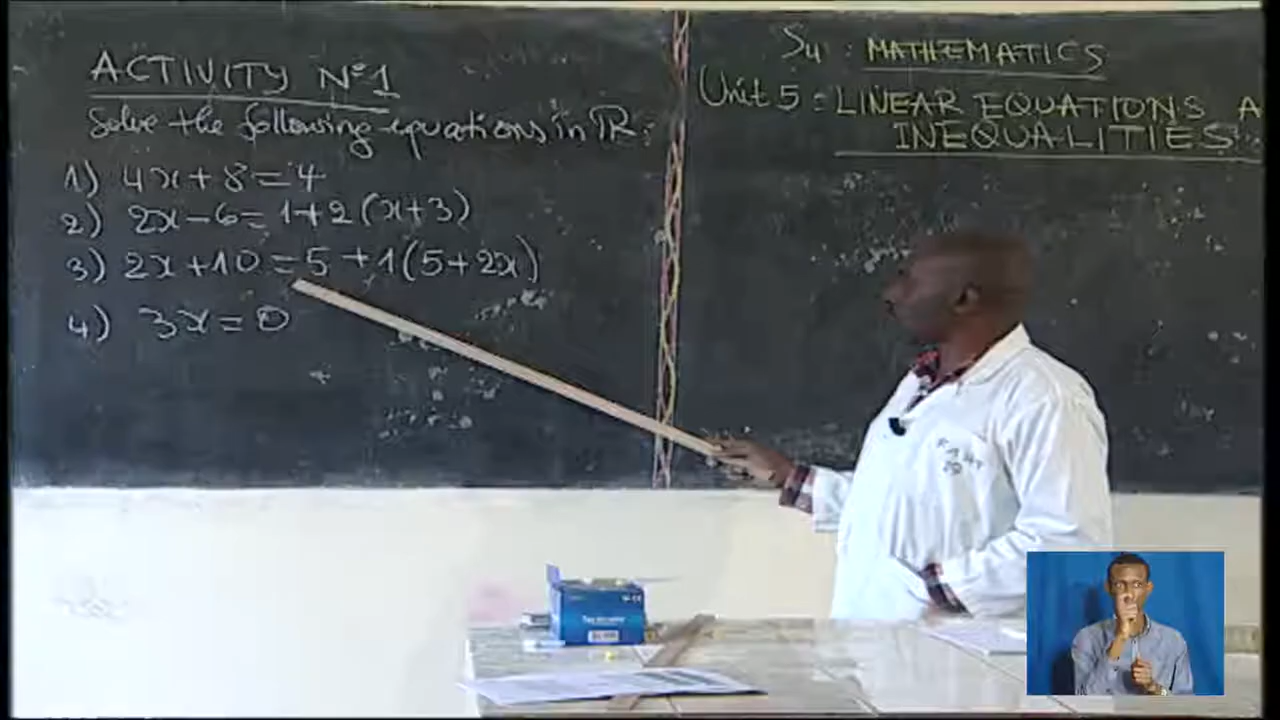 ACTIVITY Nº1
Solve the following equations in ℝ:
1) 4x+8=4
2) 2x-6=1+2(x+3)
3) 2x+10=5+1(5+2x)
4) 3x=0
S4 : MATHEMATICS
Unit 5 : LINEAR EQUATIONS A
INEQUALITIES